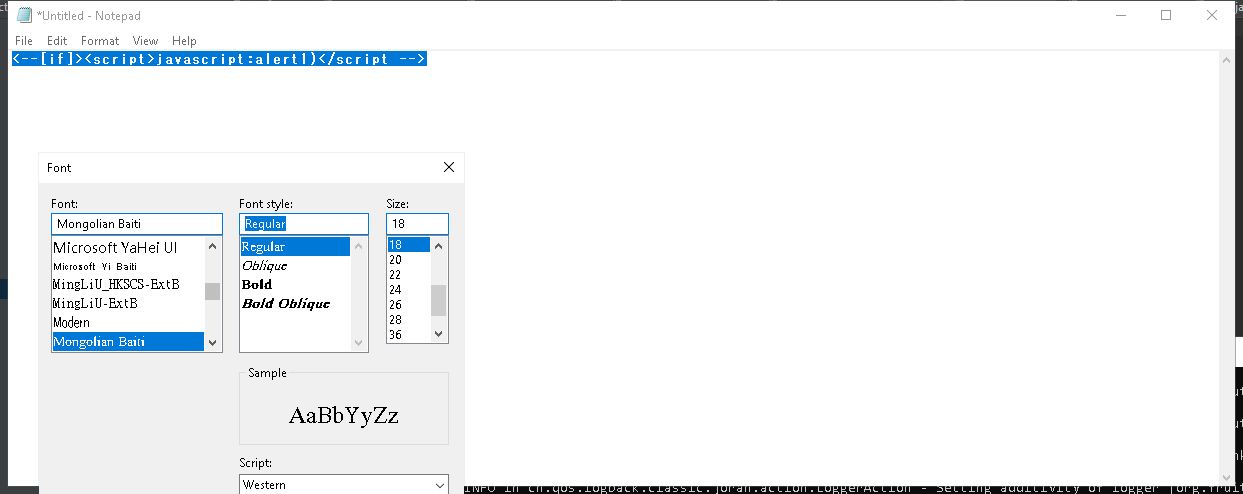 *Untitled - Notepad
File Edit Format View Help
<--[if]><script>javascript:alert1)</script -->
Font
Font: Font style: Size:
Mongolian Baiti Regular 18
Microsoft YaHei UI Regular 18
Microsoft Yi Baiti Oblique 20
MingLiU_HKSCS-ExtB Bold 22
MingLiU-ExtB Bold Oblique 24
Modern 26
Mongolian Baiti 28
36
Sample
AaBbYyZz
Script:
Western
INFO in ch.qos.logback.classic.joran.action.LoggerAction - Setting additivity of logger